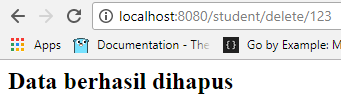 localhost:8080/student/delete/123
Apps Documentation - The Go by Example: M
Data berhasil dihapus